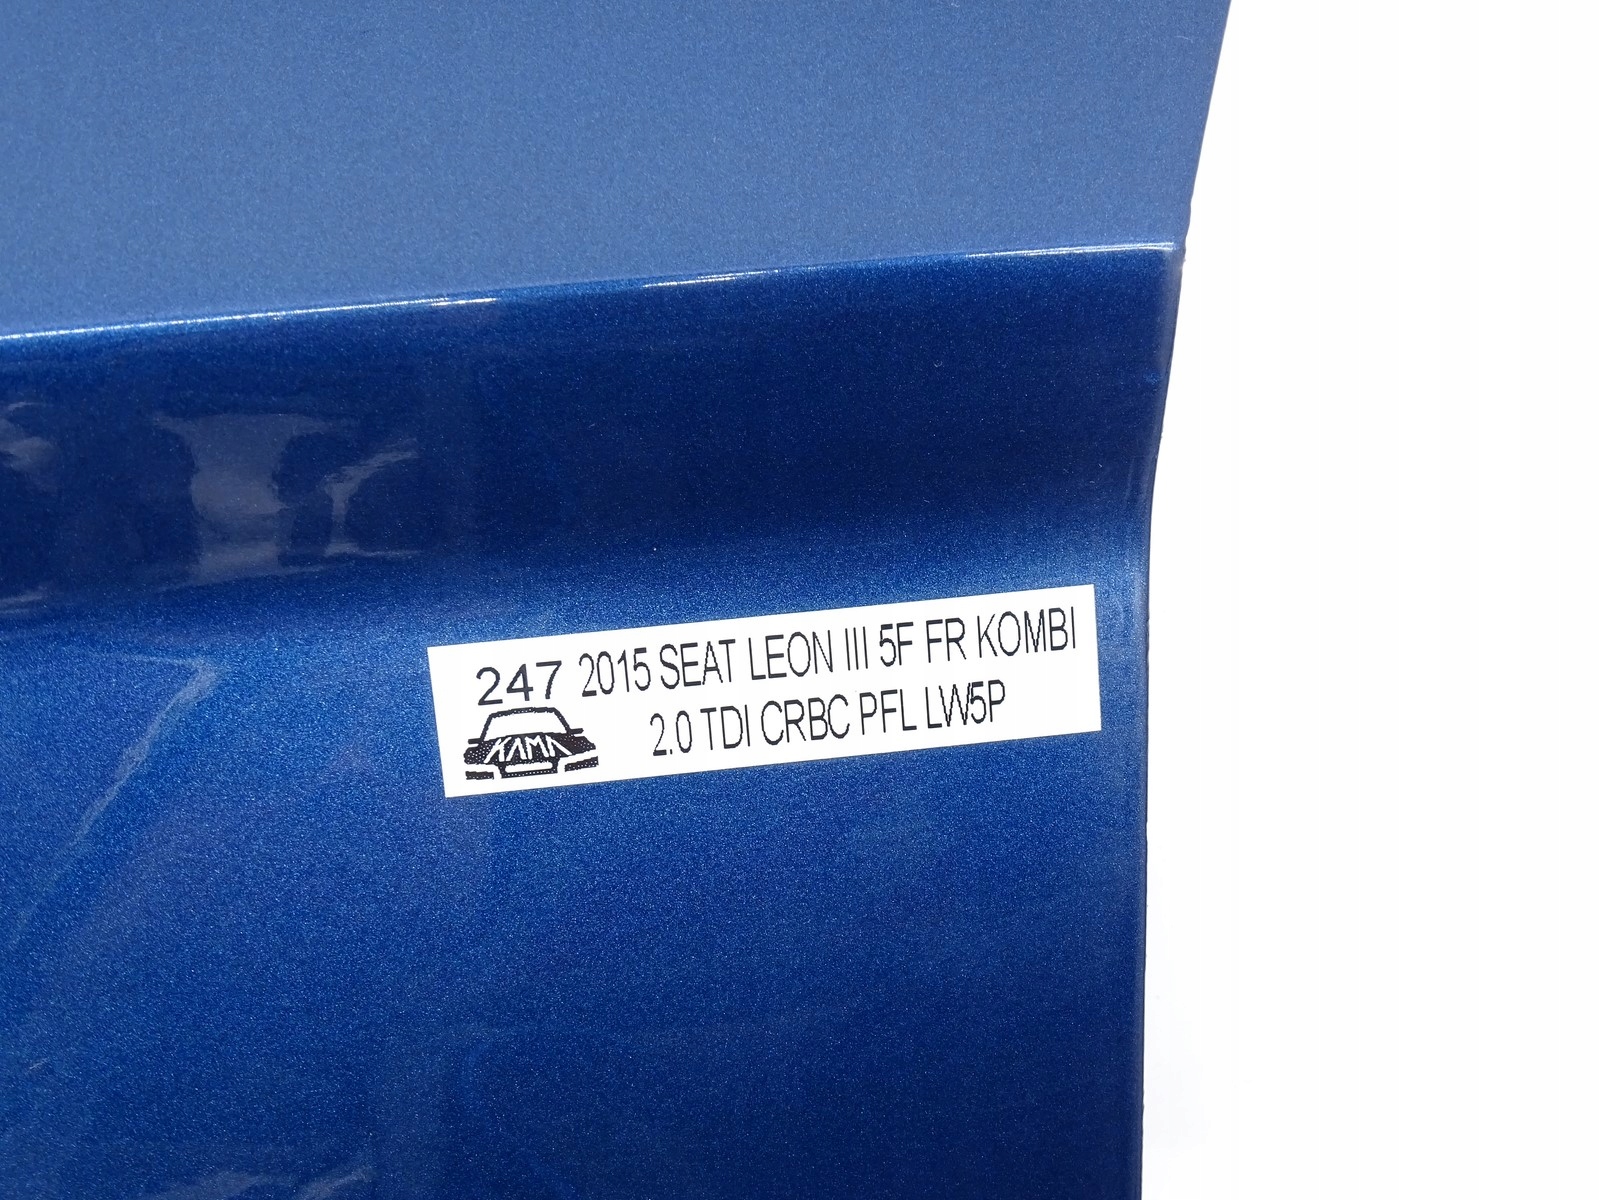 247 2015 SEAT LEON III 5F FR KOMBI
2.0 TDI CRBC PFL LW5P
KAMA